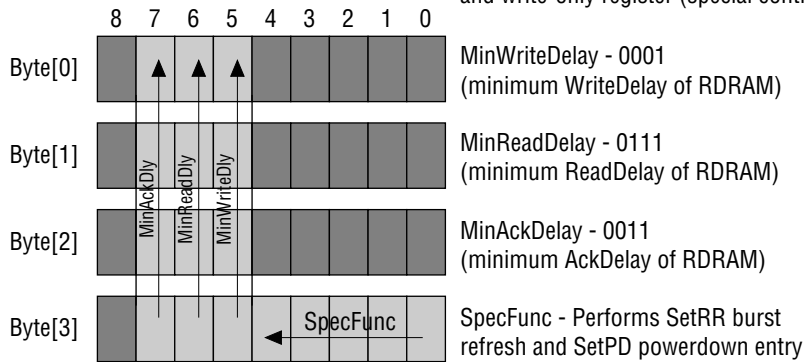 and write-only register (special cont
8 7 6 5 4 3 2 1 0
Byte[0]
MinWriteDelay - 0001
(minimum WriteDelay of RDRAM)
Byte[1]
MinAckDly
MinReadDly
MinWriteDly
MinReadDelay - 0111
(minimum ReadDelay of RDRAM)
Byte[2]
MinAckDelay - 0011
(minimum AckDelay of RDRAM)
Byte[3]
SpecFunc
SpecFunc - Performs SetRR burst
refresh and SetPD powerdown entry